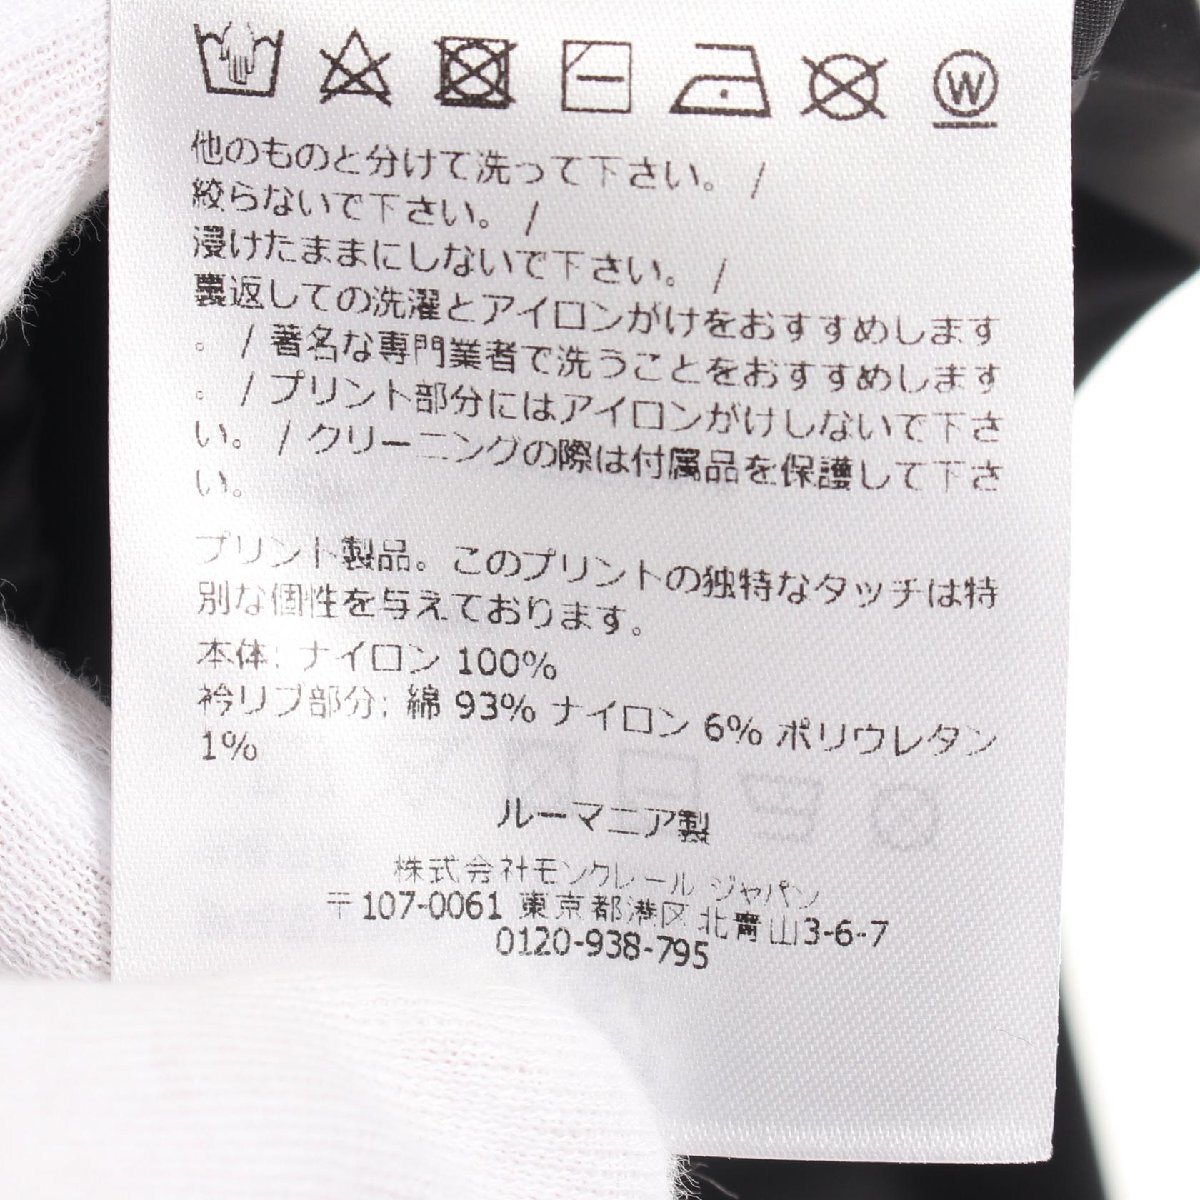 W
他のものと分けて洗って下さい。 /
絞らないで下さい。 /
浸けたままにしないで下さい。 /
裏返しての洗濯とアイロンがけをおすすめします
。 / 著名な専門業者で洗うことをおすすめします
。 / プリント部分にはアイロンがけしないで下さ
い。 / クリーニングの際は付属品を保護して下さ
い。
プリント製品。このプリントの独特なタッチは特
別な個性を与えております。
本体: ナイロン 100%
衿リブ部分: 綿 93% ナイロン 6% ポリウレタン
1%
ルーマニア製
株式会社モンクレール ジャパン
〒107-0061 東京都港区北青山3-6-7
0120-938-795